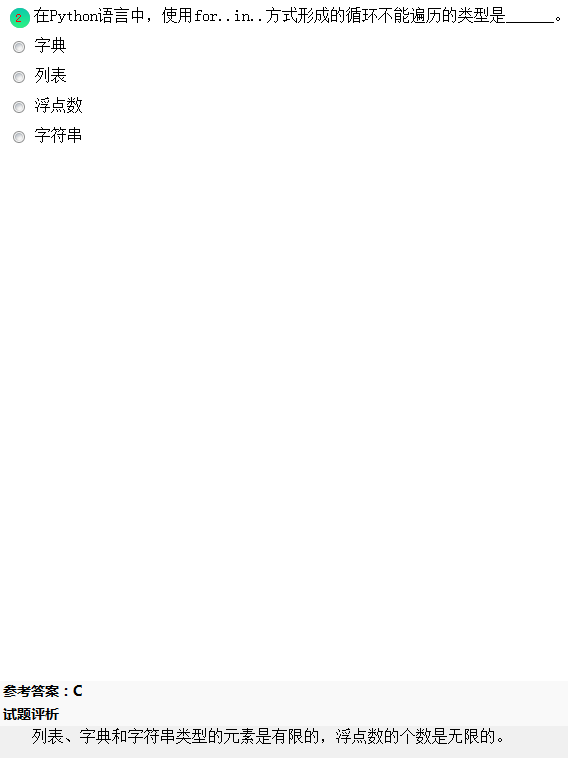 2 在Python语言中，使用for..in..方式形成的循环不能遍历的类型是______。
字典
列表
浮点数
字符串
参考答案：C
试题评析
列表、字典和字符串类型的元素是有限的，浮点数的个数是无限的。